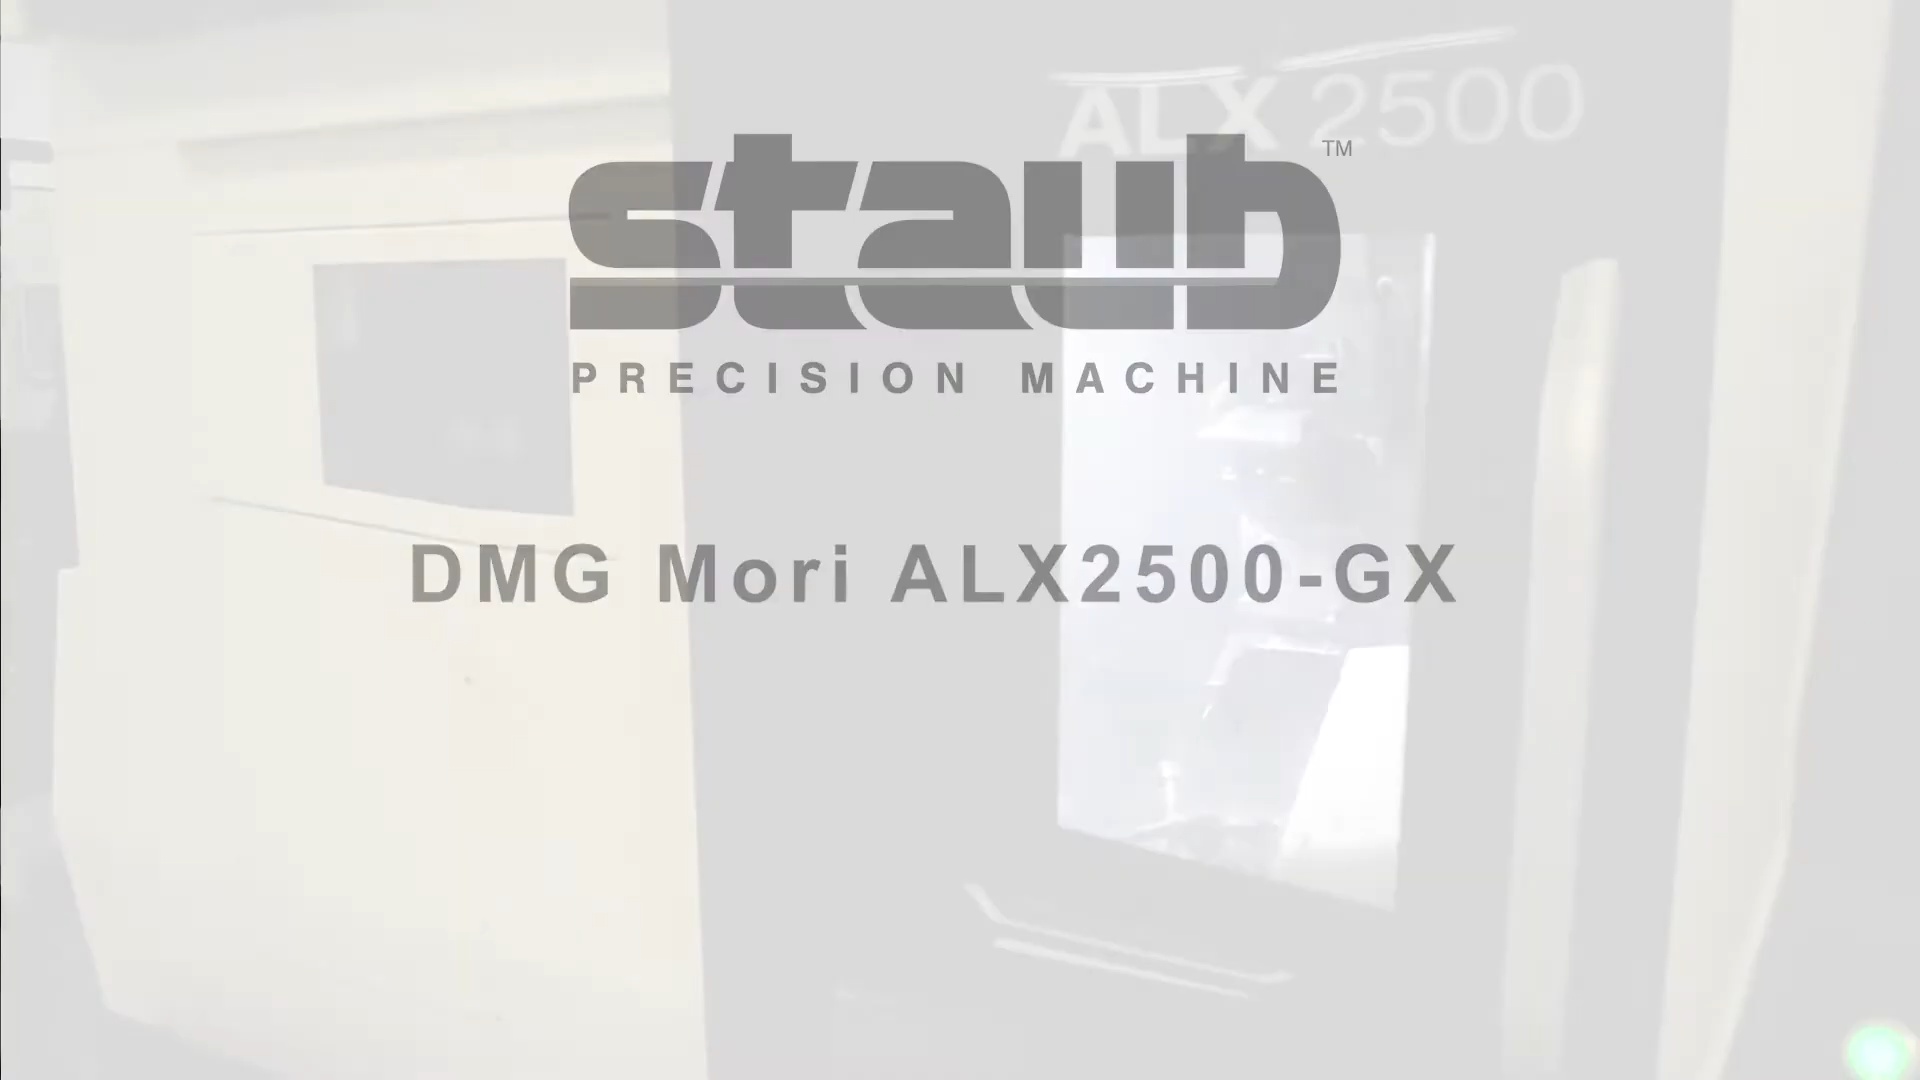 ALX 2500
staub™
PRECISION MACHINE
DMG Mori ALX2500-GX